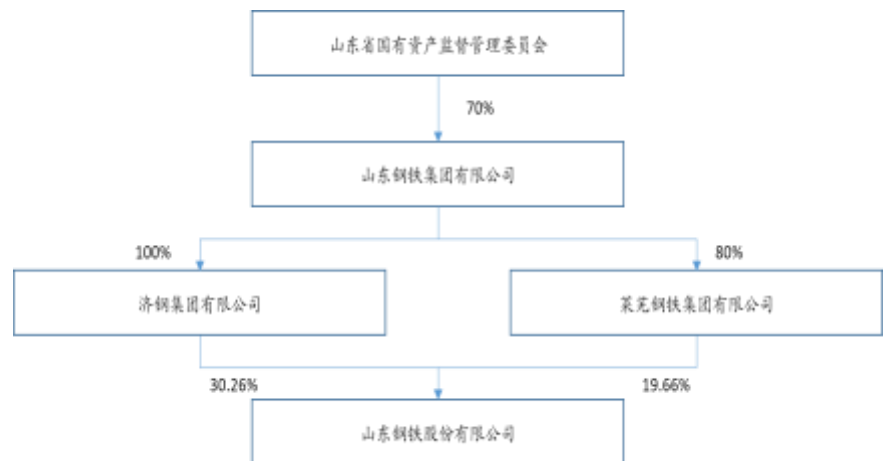 山东省国有资产监督管理委员会
70%
山东钢铁集团有限公司
100%
80%
济钢集团有限公司
莱芜钢铁集团有限公司
30.26%
19.66%
山东钢铁股份有限公司